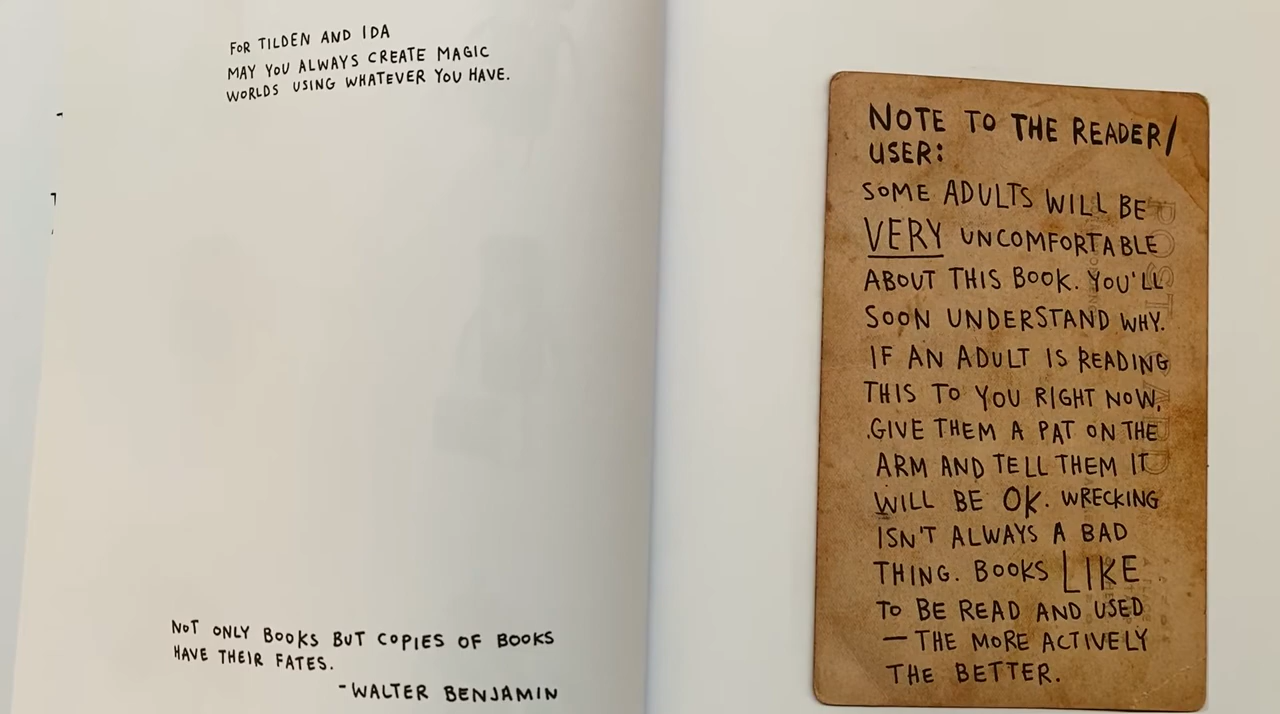 FOR TILDEN AND IDA
MAY YOU ALWAYS CREATE MAGIC
WORLDS USING WHATEVER YOU HAVE.
NOT ONLY BOOKS BUT COPIES OF BOOKS
HAVE THEIR FATES.
-WALTER BENJAMIN
NOTE TO THE READER/
USER:
SOME ADULTS WILL BE
VERY UNCOMFORTABLE
ABOUT THIS BOOK. YOU'LL
SOON UNDERSTAND WHY.
IF AN ADULT IS READING
THIS TO YOU RIGHT NOW,
GIVE THEM A PAT ON THE
ARM AND TELL THEM IT
WILL BE OK. WRECKING
ISN'T ALWAYS A BAD
THING. BOOKS LIKE
TO BE READ AND USED
— THE MORE ACTIVELY
THE BETTER.
POST CARD